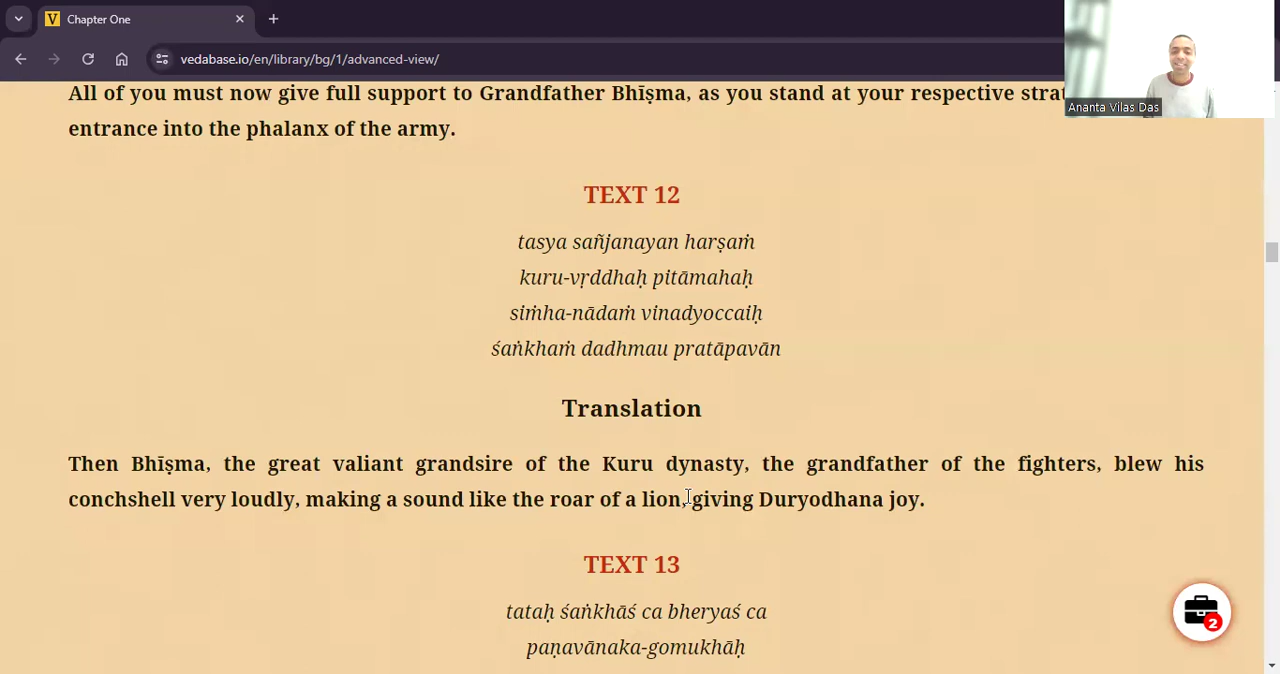 Chapter One
vedabase.io/en/library/bg/1/advanced-view/
Ananta Vilas Das
All of you must now give full support to Grandfather Bhīṣma, as you stand at your respective
entrance into the phalanx of the army.
TEXT 12
tasya sañjanayan harṣaṁ
kuru-vṛddhaḥ pitāmahaḥ
siṁha-nādaṁ vinadyoccaiḥ
śaṅkhaṁ dadhmau pratāpavān
Translation
Then Bhīṣma, the great valiant grandsire of the Kuru dynasty, the grandfather of the fighters, blew his
conchshell very loudly, making a sound like the roar of a lion, giving Duryodhana joy.
TEXT 13
tataḥ śaṅkhāś ca bheryaś ca
paṇavānaka-gomukhāḥ
2